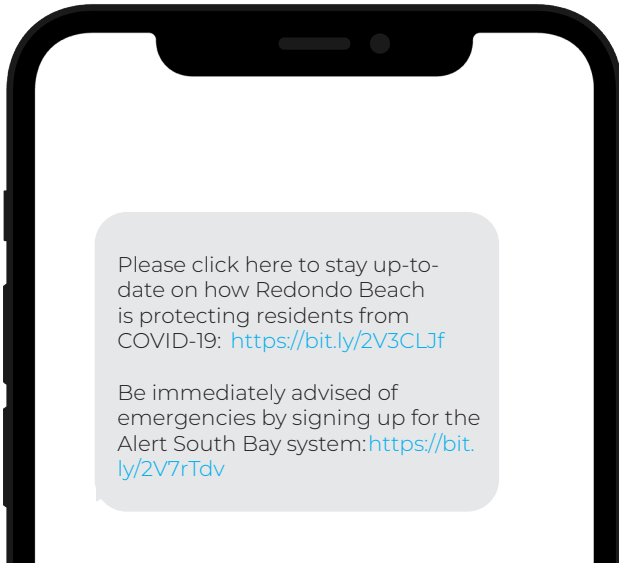 Please click here to stay up-to-
date on how Redondo Beach
is protecting residents from
COVID-19: https://bit.ly/2V3CLJf
Be immediately advised of
emergencies by signing up for the
Alert South Bay system:https://bit.
ly/2V7rTdv